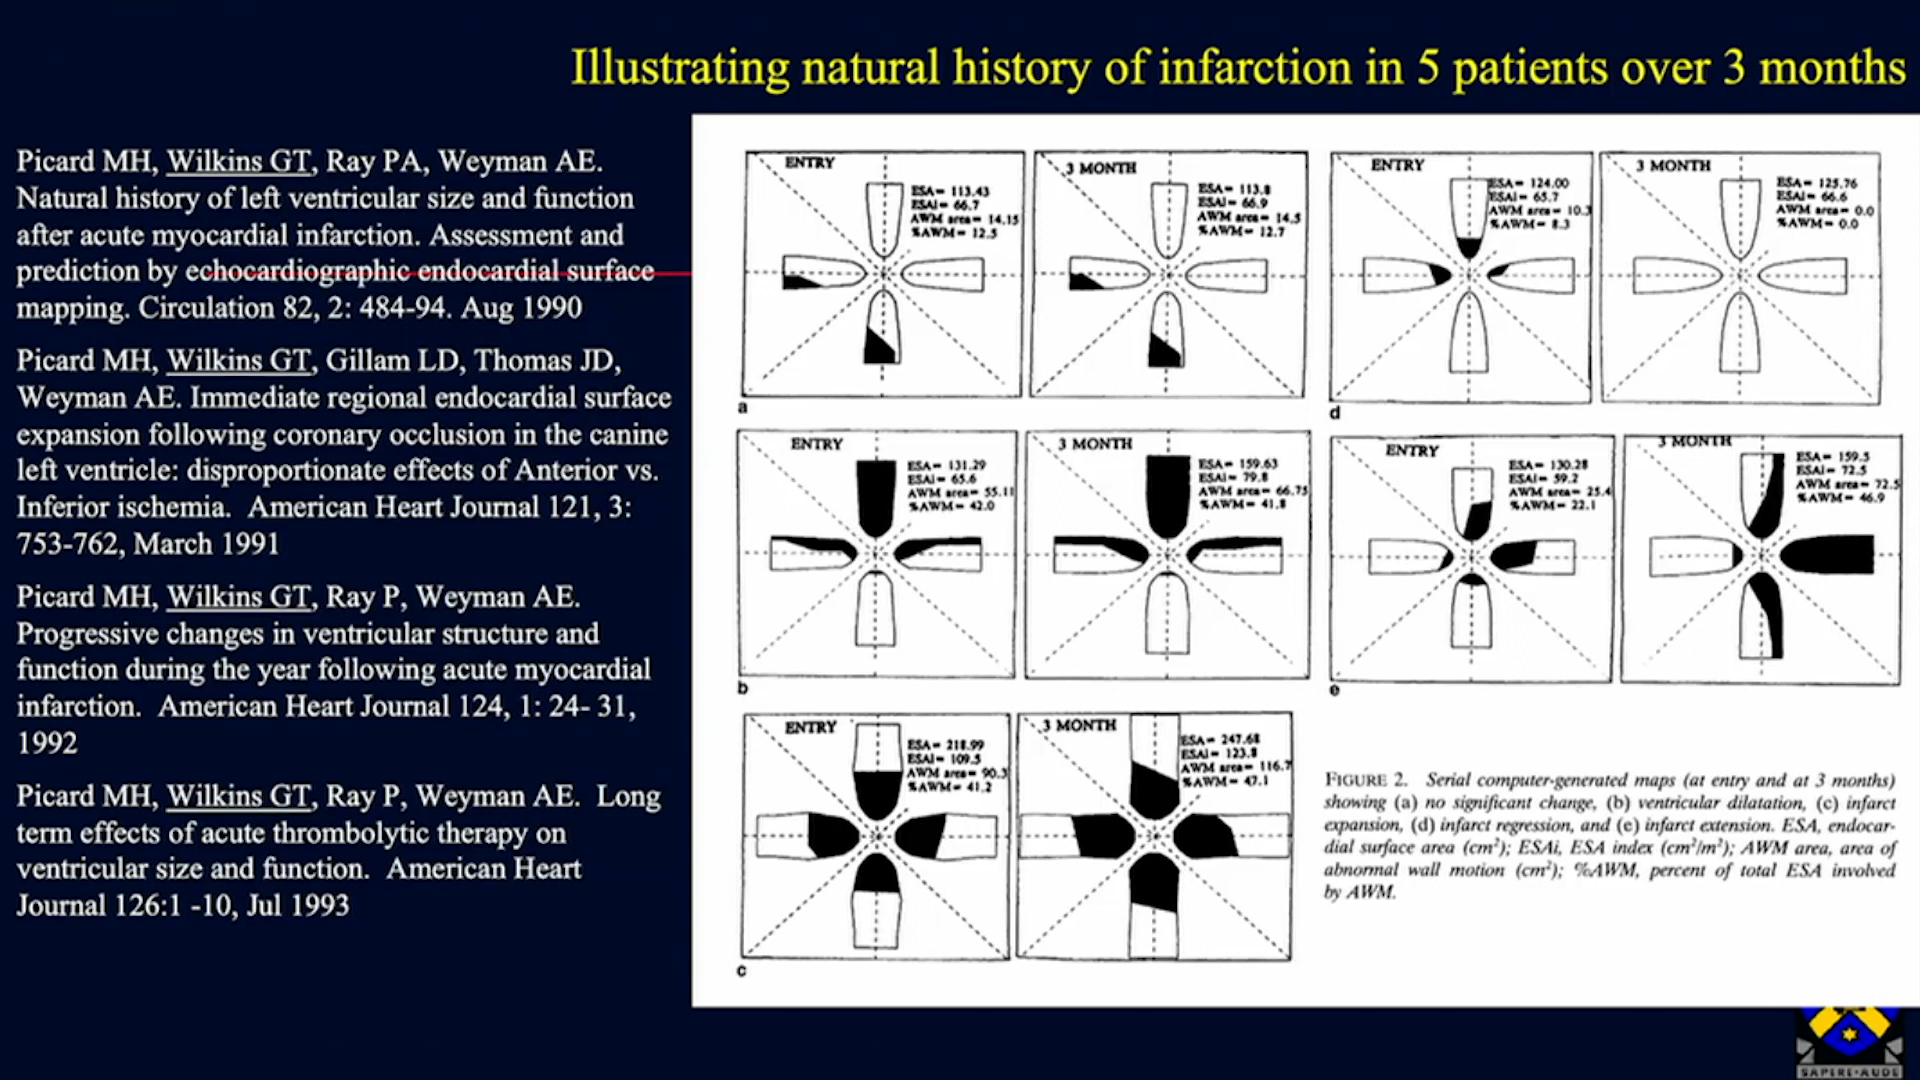 Illustrating natural history of infarction in 5 patients over 3 months
Picard MH, Wilkins GT, Ray PA, Weyman AE.
Natural history of left ventricular size and function
after acute myocardial infarction. Assessment and
prediction by echocardiographic endocardial surface
mapping. Circulation 82, 2: 484-94. Aug 1990
Picard MH, Wilkins GT, Gillam LD, Thomas JD,
Weyman AE. Immediate regional endocardial surface
expansion following coronary occlusion in the canine
left ventricle: disproportionate effects of Anterior vs.
Inferior ischemia. American Heart Journal 121, 3:
753-762, March 1991
Picard MH, Wilkins GT, Ray P, Weyman AE.
Progressive changes in ventricular structure and
function during the year following acute myocardial
infarction. American Heart Journal 124, 1: 24- 31,
1992
Picard MH, Wilkins GT, Ray P, Weyman AE. Long
term effects of acute thrombolytic therapy on
ventricular size and function. American Heart
Journal 126:1 -10, Jul 1993
ENTRY
ESA= 113.43
ESAi= 66.7
AWM area= 14.15
%AWM= 12.5
3 MONTH
ESA= 113.8
ESAi= 66.9
AWM area= 14.5
%AWM= 12.7
a
ENTRY
ESA= 124.00
ESAi= 65.7
AWM area= 10.3
%AWM= 8.3
3 MONTH
ESA= 125.76
ESAi= 66.6
AWM area= 0.0
%AWM= 0.0
d
ENTRY
ESA= 131.29
ESAi= 65.6
AWM area= 55.11
%AWM= 42.0
3 MONTH
ESA= 159.63
ESAi= 79.8
AWM area= 66.75
%AWM= 41.8
b
ENTRY
ESA= 130.28
ESAi= 59.2
AWM area= 25.4
%AWM= 22.1
3 MONTH
ESA= 159.5
ESAi= 72.5
AWM area= 72.5
%AWM= 46.9
e
ENTRY
ESA= 218.99
ESAi= 109.5
AWM area= 90.3
%AWM= 41.2
3 MONTH
ESA= 247.68
ESAi= 123.8
AWM area= 116.7
%AWM= 47.1
c
FIGURE 2. Serial computer-generated maps (at entry and at 3 months)
showing (a) no significant change, (b) ventricular dilatation, (c) infarct
expansion, (d) infarct regression, and (e) infarct extension. ESA, endocar-
dial surface area (cm²); ESAi, ESA index (cm²/m²); AWM area, area of
abnormal wall motion (cm²); %AWM, percent of total ESA involved
by AWM.
SAPERE·AUDE